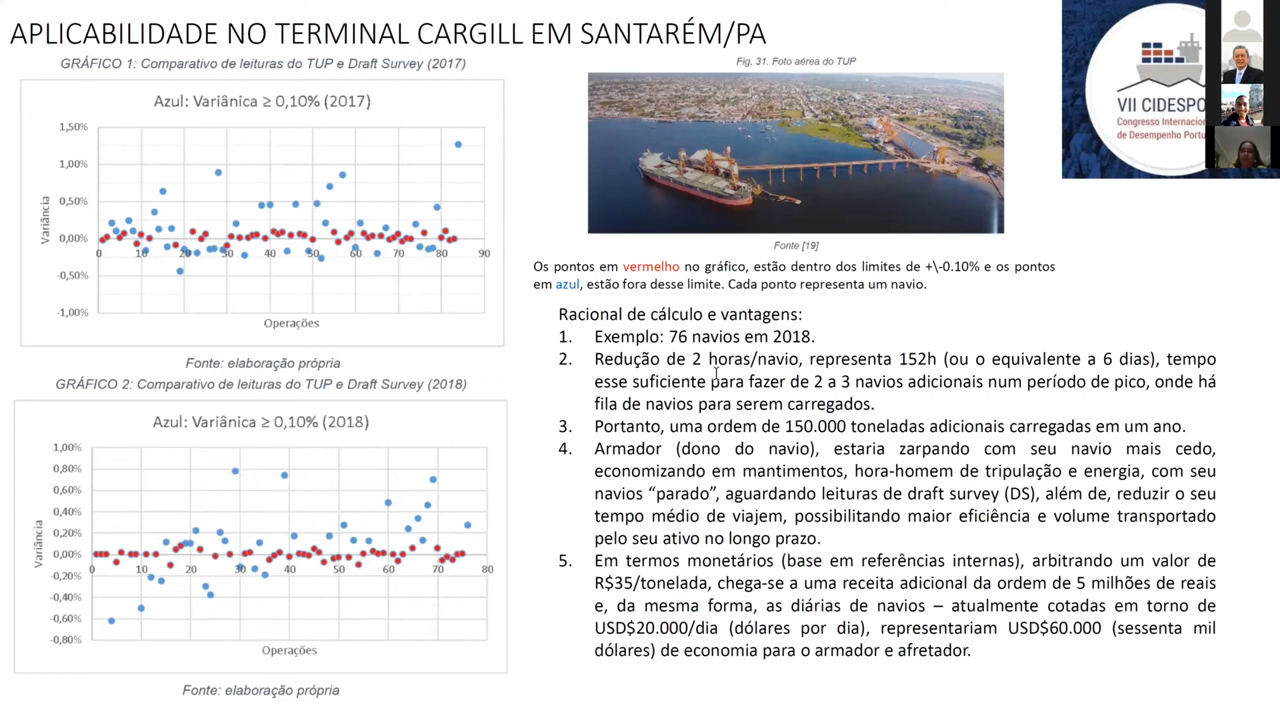 APLICABILIDADE NO TERMINAL CARGILL EM SANTARÉM/PA
GRÁFICO 1: Comparativo de leituras do TUP e Draft Survey (2017)
Azul: Variânica ≥ 0,10% (2017)
1,50%
1,00%
0,50%
0,00%
-0,50%
-1,00%
Variância
0 10 20 30 40 50 60 70 80 90
Operações
Fonte: elaboração própria
GRÁFICO 2: Comparativo de leituras do TUP e Draft Survey (2018)
Azul: Variânica ≥ 0,10% (2018)
1,00%
0,80%
0,60%
0,40%
0,20%
0,00%
-0,20%
-0,40%
-0,60%
-0,80%
Variância
0 10 20 30 40 50 60 70 80
Operações
Fonte: elaboração própria
Fig. 31. Foto aérea do TUP
Fonte [19]
Os pontos em vermelho no gráfico, estão dentro dos limites de +\-0.10% e os pontos
em azul, estão fora desse limite. Cada ponto representa um navio.
Racional de cálculo e vantagens:
1. Exemplo: 76 navios em 2018.
2. Redução de 2 horas/navio, representa 152h (ou o equivalente a 6 dias), tempo
esse suficiente para fazer de 2 a 3 navios adicionais num período de pico, onde há
fila de navios para serem carregados.
3. Portanto, uma ordem de 150.000 toneladas adicionais carregadas em um ano.
4. Armador (dono do navio), estaria zarpando com seu navio mais cedo,
economizando em mantimentos, hora-homem de tripulação e energia, com seu
navios “parado”, aguardando leituras de draft survey (DS), além de, reduzir o seu
tempo médio de viajem, possibilitando maior eficiência e volume transportado
pelo seu ativo no longo prazo.
5. Em termos monetários (base em referências internas), arbitrando um valor de
R$35/tonelada, chega-se a uma receita adicional da ordem de 5 milhões de reais
e, da mesma forma, as diárias de navios – atualmente cotadas em torno de
USD$20.000/dia (dólares por dia), representariam USD$60.000 (sessenta mil
dólares) de economia para o armador e afretador.
VII CIDESPO
Congresso Internacion
de Desempenho Portu